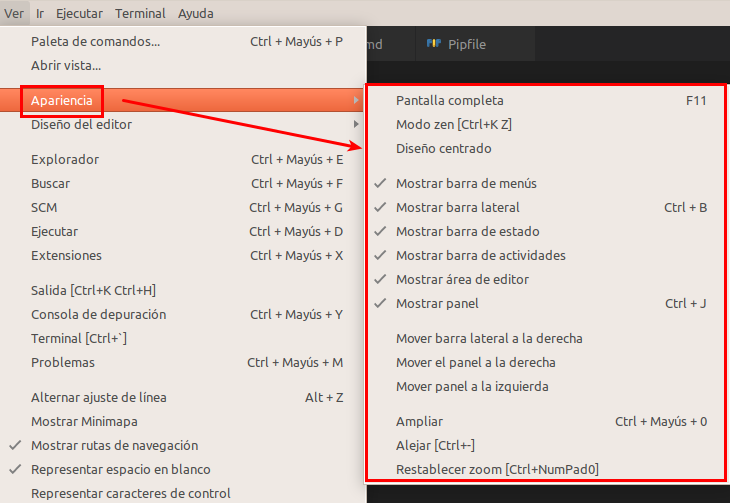 Ver Ir Ejecutar Terminal Ayuda
Paleta de comandos... Ctrl + Mayús + P
Abrir vista...
Apariencia
Diseño del editor
Explorador Ctrl + Mayús + E
Buscar Ctrl + Mayús + F
SCM Ctrl + Mayús + G
Ejecutar Ctrl + Mayús + D
Extensiones Ctrl + Mayús + X
Salida [Ctrl+K Ctrl+H]
Consola de depuración Ctrl + Mayús + Y
Terminal [Ctrl+`]
Problemas Ctrl + Mayús + M
Alternar ajuste de línea Alt + Z
Mostrar Minimapa
Mostrar rutas de navegación
Representar espacio en blanco
Representar caracteres de control
md Pipfile
Pantalla completa F11
Modo zen [Ctrl+K Z]
Diseño centrado
Mostrar barra de menús
Mostrar barra lateral Ctrl + B
Mostrar barra de estado
Mostrar barra de actividades
Mostrar área de editor
Mostrar panel Ctrl + J
Mover barra lateral a la derecha
Mover el panel a la derecha
Mover panel a la izquierda
Ampliar Ctrl + Mayús + 0
Alejar [Ctrl+-]
Restablecer zoom [Ctrl+NumPad0]